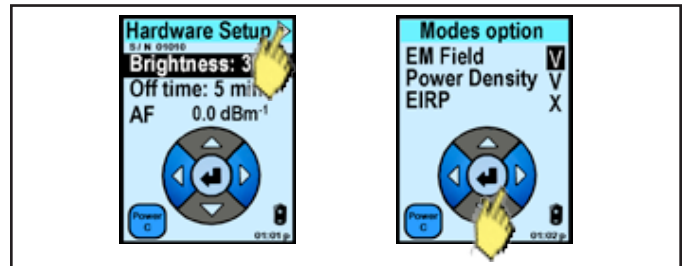 Hardware Setup
S/N 01010
Brightness: 3
Off time: 5 min
AF 0.0 dBm-1
Power
C
01:01 p
Modes option
EM Field V
Power Density V
EIRP X
Power
C
01:02 p